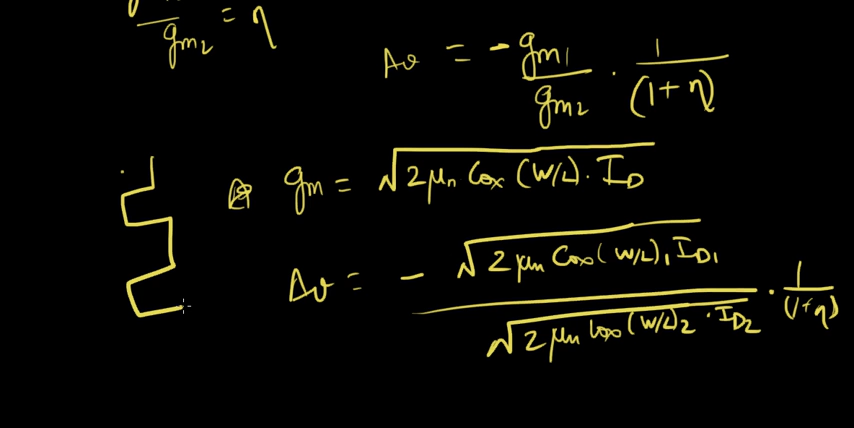 / gm2 = η
Av = - gm1/gm2 · 1/(1+η)
gm = √(2μn Cox (W/L) · ID)
Av = - √(2μn Cox (W/L)1 ID1) / √(2μn Cox (W/L)2 · ID2) · 1/(1+η)